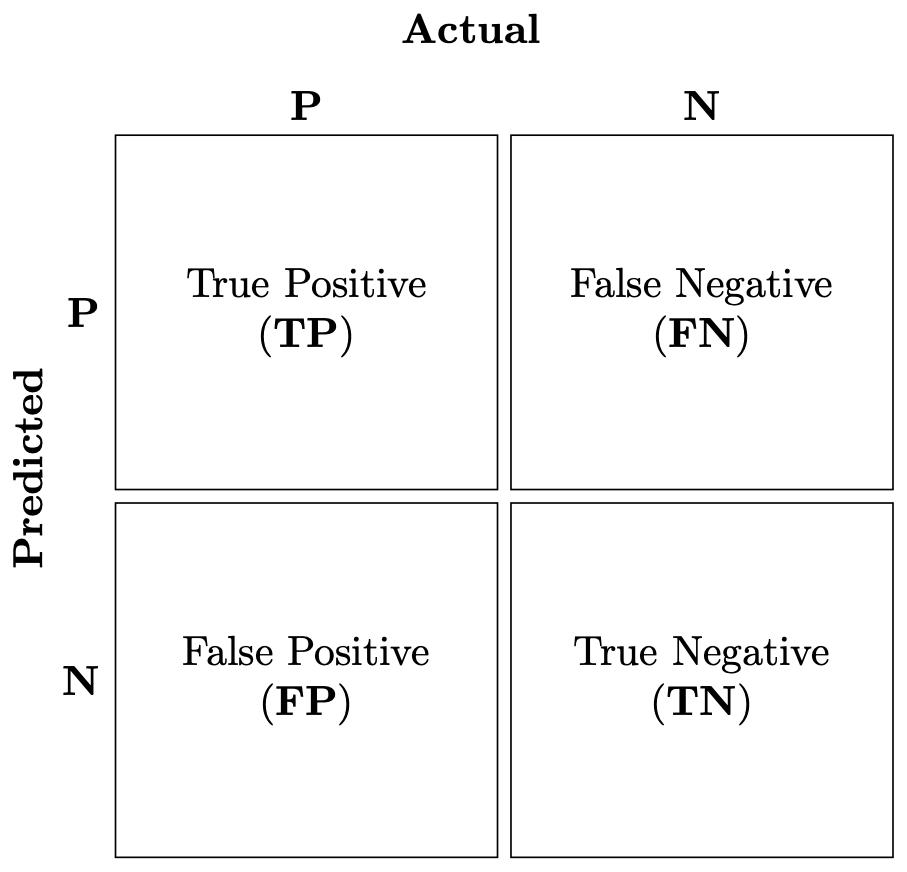 Actual
P
N
Predicted
P
True Positive
(TP)
False Negative
(FN)
N
False Positive
(FP)
True Negative
(TN)